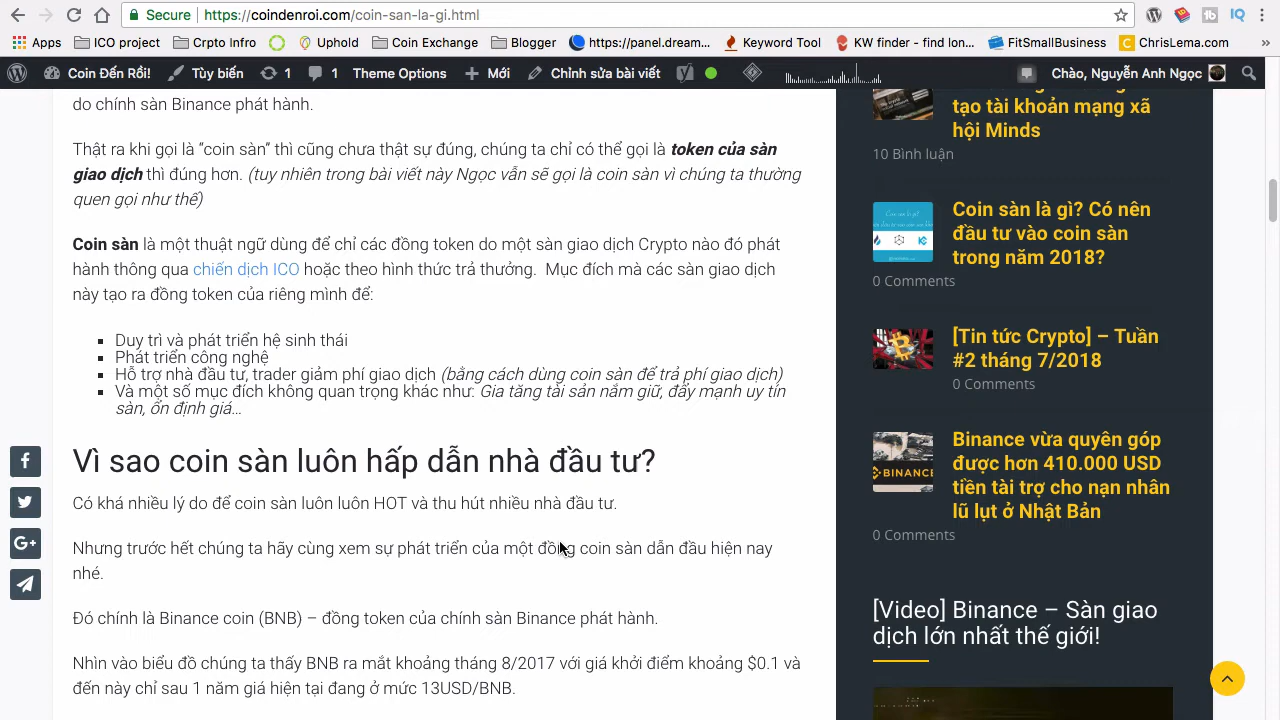 Secure
https://coindenroi.com/coin-san-la-gi.html
Apps
ICO project
Crpto Infro
Uphold
Coin Exchange
Blogger
https://panel.dream...
Keyword Tool
KW finder - find lon...
FitSmallBusiness
ChrisLema.com
»
Coin Đến Rồi!
Tùy biến
1
1
Theme Options
Mới
Chỉnh sửa bài viết
Chào, Nguyễn Anh Ngọc
do chính sàn Binance phát hành.
Thật ra khi gọi là “coin sàn” thì cũng chưa thật sự đúng, chúng ta chỉ có thể gọi là token của sàn
giao dịch thì đúng hơn. (tuy nhiên trong bài viết này Ngọc vẫn sẽ gọi là coin sàn vì chúng ta thường
quen gọi như thế)
Coin sàn là một thuật ngữ dùng để chỉ các đồng token do một sàn giao dịch Crypto nào đó phát
hành thông qua chiến dịch ICO hoặc theo hình thức trả thưởng. Mục đích mà các sàn giao dịch
này tạo ra đồng token của riêng mình để:
Duy trì và phát triển hệ sinh thái
Phát triển công nghệ
Hỗ trợ nhà đầu tư, trader giảm phí giao dịch (bằng cách dùng coin sàn để trả phí giao dịch)
Và một số mục đích không quan trọng khác như: Gia tăng tài sản nắm giữ, đẩy mạnh uy tín
sàn, ổn định giá…
Vì sao coin sàn luôn hấp dẫn nhà đầu tư?
Có khá nhiều lý do để coin sàn luôn luôn HOT và thu hút nhiều nhà đầu tư.
Nhưng trước hết chúng ta hãy cùng xem sự phát triển của một đồng coin sàn dẫn đầu hiện nay
nhé.
Đó chính là Binance coin (BNB) – đồng token của chính sàn Binance phát hành.
Nhìn vào biểu đồ chúng ta thấy BNB ra mắt khoảng tháng 8/2017 với giá khởi điểm khoảng $0.1 và
đến này chỉ sau 1 năm giá hiện tại đang ở mức 13USD/BNB.
tạo tài khoản mạng xã
hội Minds
10 Bình luận
Coin sàn là gì? Có nên
đầu tư vào coin sàn
trong năm 2018?
0 Comments
[Tin tức Crypto] – Tuần
#2 tháng 7/2018
0 Comments
BINANCE
Binance vừa quyên góp
được hơn 410.000 USD
tiền tài trợ cho nạn nhân
lũ lụt ở Nhật Bản
0 Comments
[Video] Binance – Sàn giao
dịch lớn nhất thế giới!